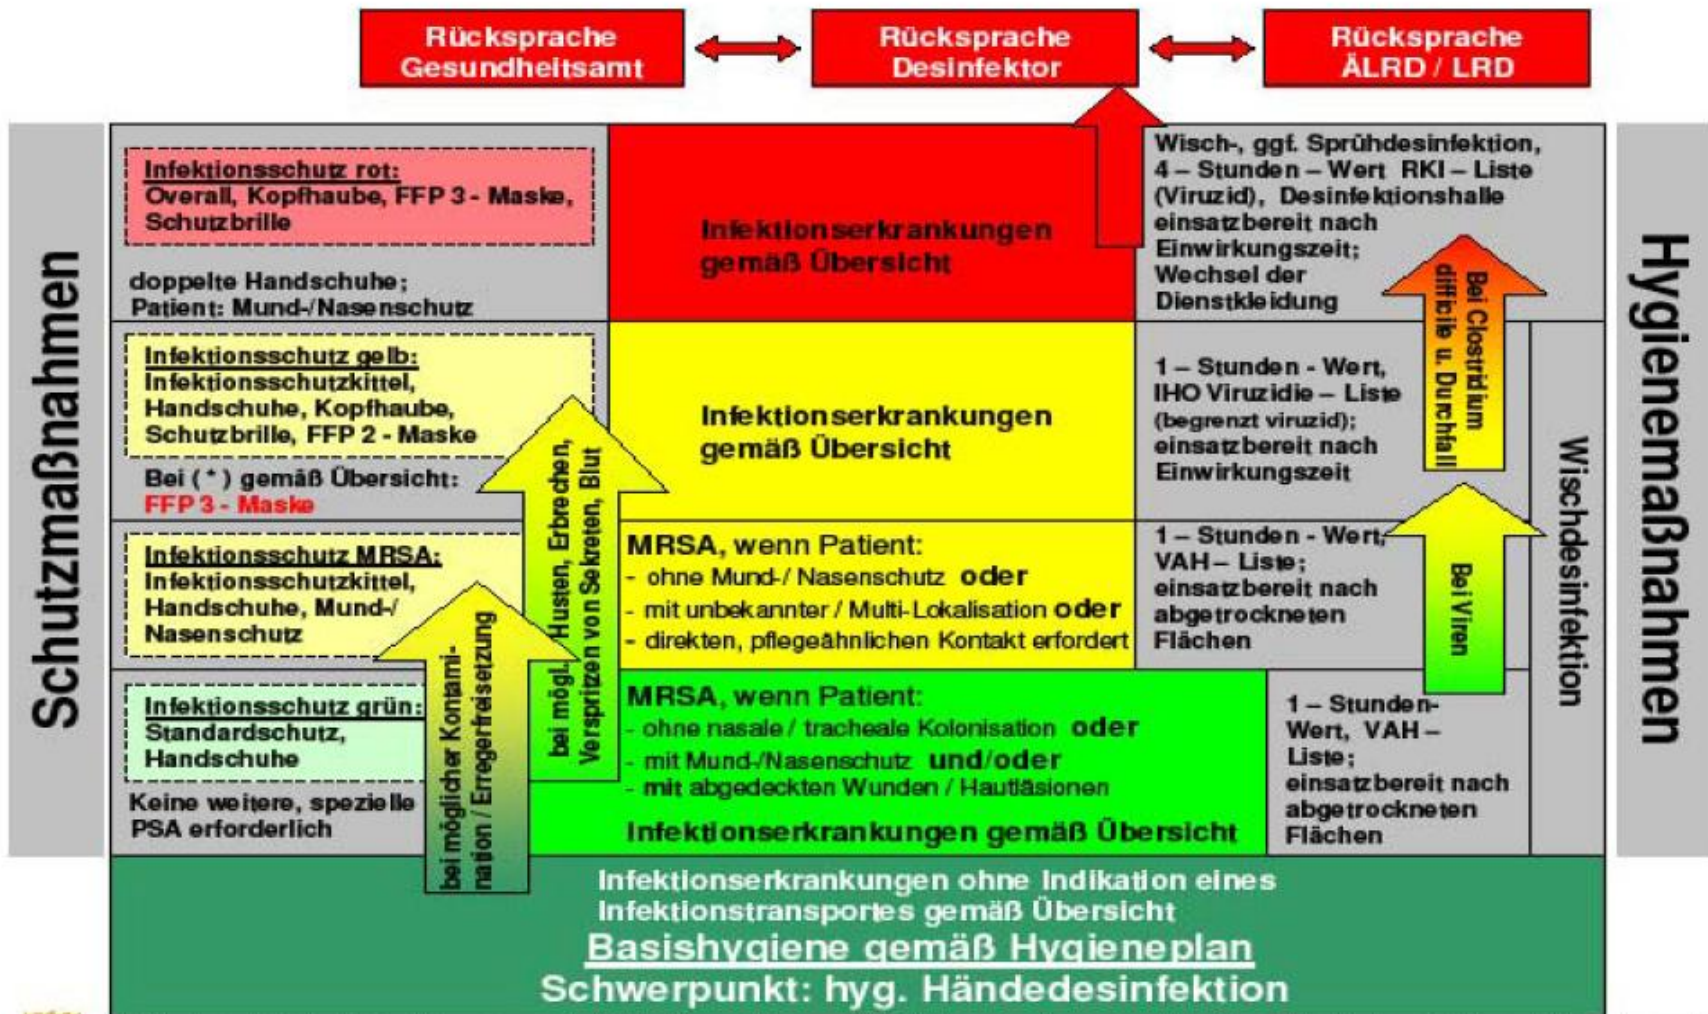 Rücksprache
Gesundheitsamt
Rücksprache
Desinfektor
Rücksprache
ÄLRD / LRD
Schutzmaßnahmen
Infektionsschutz rot:
Overall, Kopfhaube, FFP 3 - Maske,
Schutzbrille
doppelte Handschuhe;
Patient: Mund-/Nasenschutz
Infektionserkrankungen
gemäß Übersicht
Wisch-, ggf. Sprühdesinfektion,
4 – Stunden – Wert RKI – Liste
(Viruzid), Desinfektionshalle
einsatzbereit nach
Einwirkungszeit;
Wechsel der
Dienstkleidung
Bei Clostridium
difficile u. Durchfall
Hygienemaßnahmen
Infektionsschutz gelb:
Infektionsschutzkittel,
Handschuhe, Kopfhaube,
Schutzbrille, FFP 2 - Maske
Bei ( * ) gemäß Übersicht:
FFP 3 - Maske
bei mögl. Husten, Erbrechen,
Verspritzen von Sekreten, Blut
Infektionserkrankungen
gemäß Übersicht
1 – Stunden - Wert,
IHO Viruzidie – Liste
(begrenzt viruzid);
einsatzbereit nach
Einwirkungszeit
Wischdesinfektion
Infektionsschutz MRSA:
Infektionsschutzkittel,
Handschuhe, Mund-/
Nasenschutz
bei möglicher Kontami-
nation / Erregerfreisetzung
MRSA, wenn Patient:
- ohne Mund-/ Nasenschutz oder
- mit unbekannter / Multi-Lokalisation oder
- direkten, pflegeähnlichen Kontakt erfordert
1 – Stunden - Wert,
VAH – Liste;
einsatzbereit nach
abgetrockneten
Flächen
Bei Viren
Infektionsschutz grün:
Standardschutz,
Handschuhe
Keine weitere, spezielle
PSA erforderlich
MRSA, wenn Patient:
- ohne nasale / tracheale Kolonisation oder
- mit Mund-/Nasenschutz und/oder
- mit abgedeckten Wunden / Hautläsionen
Infektionserkrankungen gemäß Übersicht
1 – Stunden-
Wert, VAH –
Liste;
einsatzbereit nach
abgetrockneten
Flächen
Infektionserkrankungen ohne Indikation eines
Infektionstransportes gemäß Übersicht
Basishygiene gemäß Hygieneplan
Schwerpunkt: hyg. Händedesinfektion